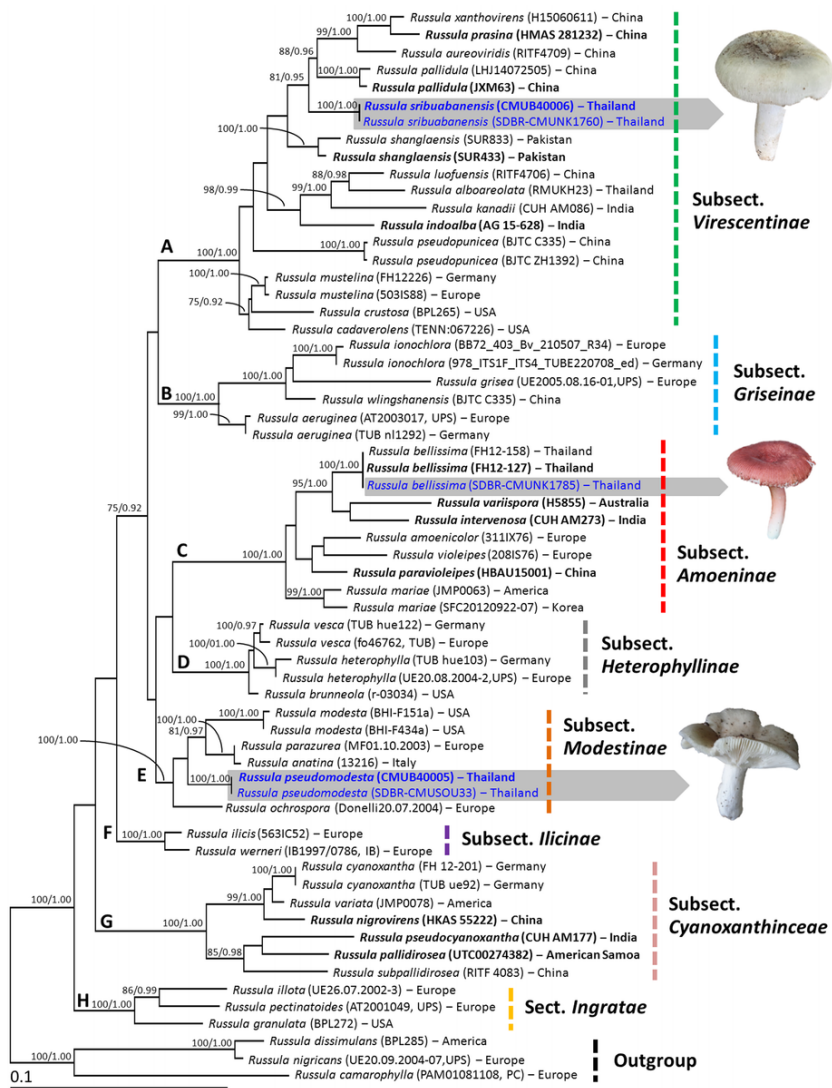 100/1.00
Russula xanthovirens (H15060611) – China
99/1.00
Russula prasina (HMAS 281232) – China
88/0.96
Russula aureoviridis (RITF4709) – China
Russula pallidula (LHJ14072505) – China
81/0.95
100/1.00
Russula pallidula (JXM63) – China
100/1.00
Russula sribuabanensis (CMUB40006) – Thailand
Russula sribuabanensis (SDBR-CMUNK1760) – Thailand
100/1.00
Russula shanglaensis (SUR833) – Pakistan
Russula shanglaensis (SUR433) – Pakistan
88/0.98
Russula luofuensis (RITF4706) – China
98/0.99
99/1.00
Russula alboareolata (RMUKH23) – Thailand
Russula kanadii (CUH AM086) – India
Subsect.
Virescentinae
Russula indoalba (AG 15-628) – India
100/1.00
Russula pseudopunicea (BJTC C335) – China
A
100/1.00
Russula pseudopunicea (BJTC ZH1392) – China
100/1.00
Russula mustelina (FH12226) – Germany
Russula mustelina (503IS88) – Europe
75/0.92
Russula crustosa (BPL265) – USA
Russula cadaverolens (TENN:067226) – USA
100/1.00
Russula ionochlora (BB72_403_Bv_210507_R34) – Europe
Russula ionochlora (978_ITS1F_ITS4_TUBE220708_ed) – Germany
100/1.00
Russula grisea (UE2005.08.16-01,UPS) – Europe
Subsect.
Griseinae
B
100/1.00
Russula wlingshanensis (BJTC C335) – China
99/1.00
Russula aeruginea (AT2003017, UPS) – Europe
Russula aeruginea (TUB nl1292) – Germany
Russula bellissima (FH12-158) – Thailand
100/1.00
Russula bellissima (FH12-127) – Thailand
95/1.00
Russula bellissima (SDBR-CMUNK1785) – Thailand
Russula variispora (H5855) – Australia
75/0.92
Russula intervenosa (CUH AM273) – India
Russula amoenicolor (311IX76) – Europe
C
100/1.00
Russula violeipes (208IS76) – Europe
Subsect.
Amoeninae
Russula paravioleipes (HBAU15001) – China
99/1.00
Russula mariae (JMP0063) – America
Russula mariae (SFC20120922-07) – Korea
100/0.97
Russula vesca (TUB hue122) – Germany
100/01.00
Russula vesca (fo46762, TUB) – Europe
D
100/1.00
Russula heterophylla (TUB hue103) – Germany
Russula heterophylla (UE20.08.2004-2,UPS) – Europe
Subsect.
Heterophyllinae
Russula brunneola (r-03034) – USA
100/1.00
100/1.00
Russula modesta (BHI-F151a) – USA
81/0.97
Russula modesta (BHI-F434a) – USA
100/1.00
Russula parazurea (MF01.10.2003) – Europe
Subsect.
Modestinae
Russula anatina (13216) – Italy
E
100/1.00
Russula pseudomodesta (CMUB40005) – Thailand
Russula pseudomodesta (SDBR-CMUSOU33) – Thailand
Russula ochrospora (Donelli20.07.2004) – Europe
F
100/1.00
Russula ilicis (563IC52) – Europe
Russula werneri (IB1997/0786, IB) – Europe
Subsect. Ilicinae
100/1.00
Russula cyanoxantha (FH 12-201) – Germany
Russula cyanoxantha (TUB ue92) – Germany
99/1.00
Russula variata (JMP0078) – America
100/1.00
Russula nigrovirens (HKAS 55222) – China
G
100/1.00
Russula pseudocyanoxantha (CUH AM177) – India
85/0.98
Russula pallidirosea (UTC00274382) – American Samoa
Russula subpallidirosea (RITF 4083) – China
Subsect.
Cyanoxanthinceae
86/0.99
Russula illota (UE26.07.2002-3) – Europe
H
100/1.00
Russula pectinatoides (AT2001049, UPS) – Europe
Russula granulata (BPL272) – USA
Sect. Ingratae
Russula dissimulans (BPL285) – America
100/1.00
100/1.00
Russula nigricans (UE20.09.2004-07,UPS) – Europe
Russula camarophylla (PAM01081108, PC) – Europe
Outgroup
0.1